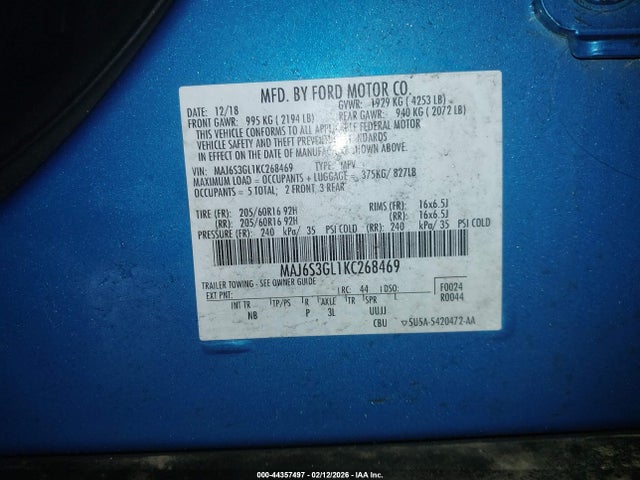 MFD. BY FORD MOTOR CO.
DATE: 12/18 GVWR: 1929 KG ( 4253 LB)
FRONT GAWR: 995 KG ( 2194 LB) REAR GAWR: 940 KG ( 2072 LB)
THIS VEHICLE CONFORMS TO ALL APPLICABLE FEDERAL MOTOR
VEHICLE SAFETY AND THEFT PREVENTION STANDARDS
IN EFFECT ON THE DATE OF MANUFACTURE SHOWN ABOVE.
VIN: MAJ6S3GL1KC268469 TYPE: MPV
MAXIMUM LOAD = OCCUPANTS + LUGGAGE = 375KG/ 827LB
OCCUPANTS = 5 TOTAL; 2 FRONT, 3 REAR
TIRE (FR): 205/60R16 92H RIMS (FR): 16x6.5J
(RR): 205/60R16 92H (RR): 16x6.5J
PRESSURE (FR): 240 kPa/ 35 PSI COLD (RR): 240 kPa/ 35 PSI COLD
MAJ6S3GL1KC268469
TRAILER TOWING - SEE OWNER GUIDE
EXT PNT: RC: 44 DSO: F0024
R0044
INT TR TP/PS R AXLE TR SPR
NB P 3L UUJJ
CBU ▽SU5A-S420472-AA
000-44357497 - 02/12/2026 - IAA Inc.